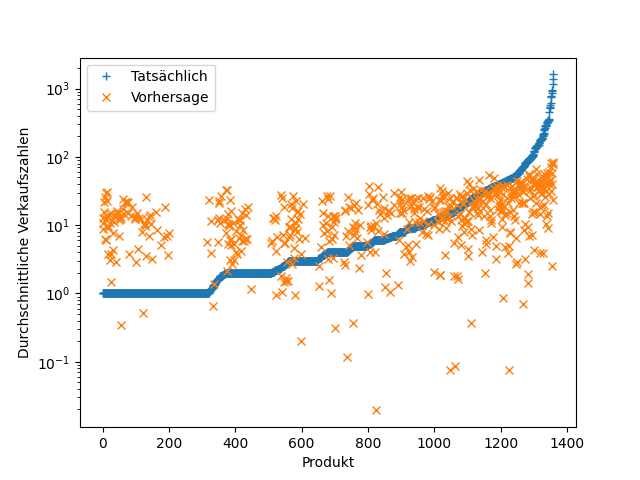 Tatsächlich
Vorhersage
Durchschnittliche Verkaufszahlen
10³
10²
10¹
10⁰
10⁻¹
0 200 400 600 800 1000 1200 1400
Produkt